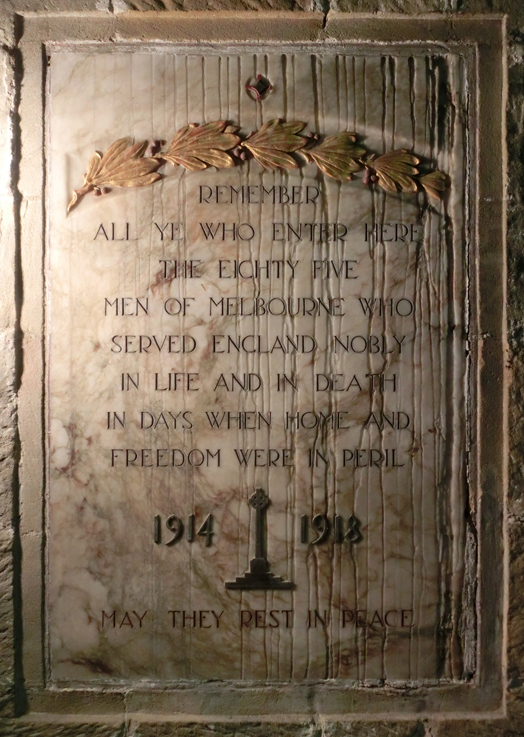 REMEMBER
ALL YE WHO ENTER HERE
THE EIGHTY FIVE
MEN OF MELBOURNE WHO
SERVED ENGLAND NOBLY
IN LIFE AND IN DEATH
IN DAYS WHEN HOME AND
FREEDOM WERE IN PERIL
1914 1918
MAY THEY REST IN PEACE